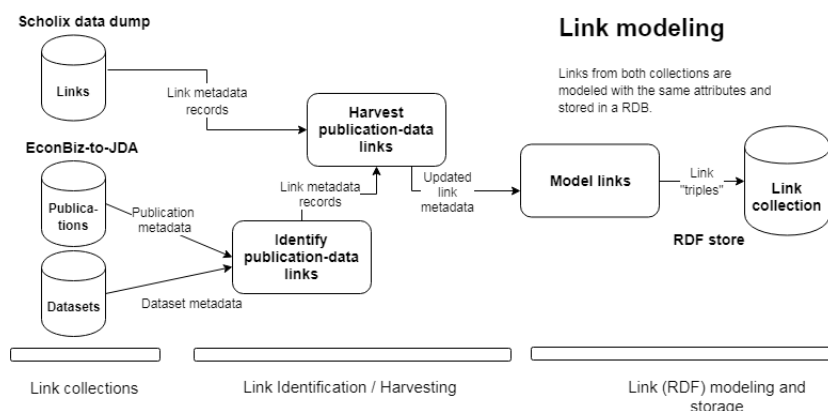 Scholix data dump
Link modeling
Links
Link metadata
records
Links from both collections are
modeled with the same attributes and
stored in a RDB.
Harvest
publication-data
links
EconBiz-to-JDA
Publica-
tions
Publication
metadata
Link metadata
records
Updated
link
metadata
Model links
Link
"triples"
Link
collection
RDF store
Identify
publication-data
links
Datasets
Dataset metadata
Link collections
Link Identification / Harvesting
Link (RDF) modeling and
storage